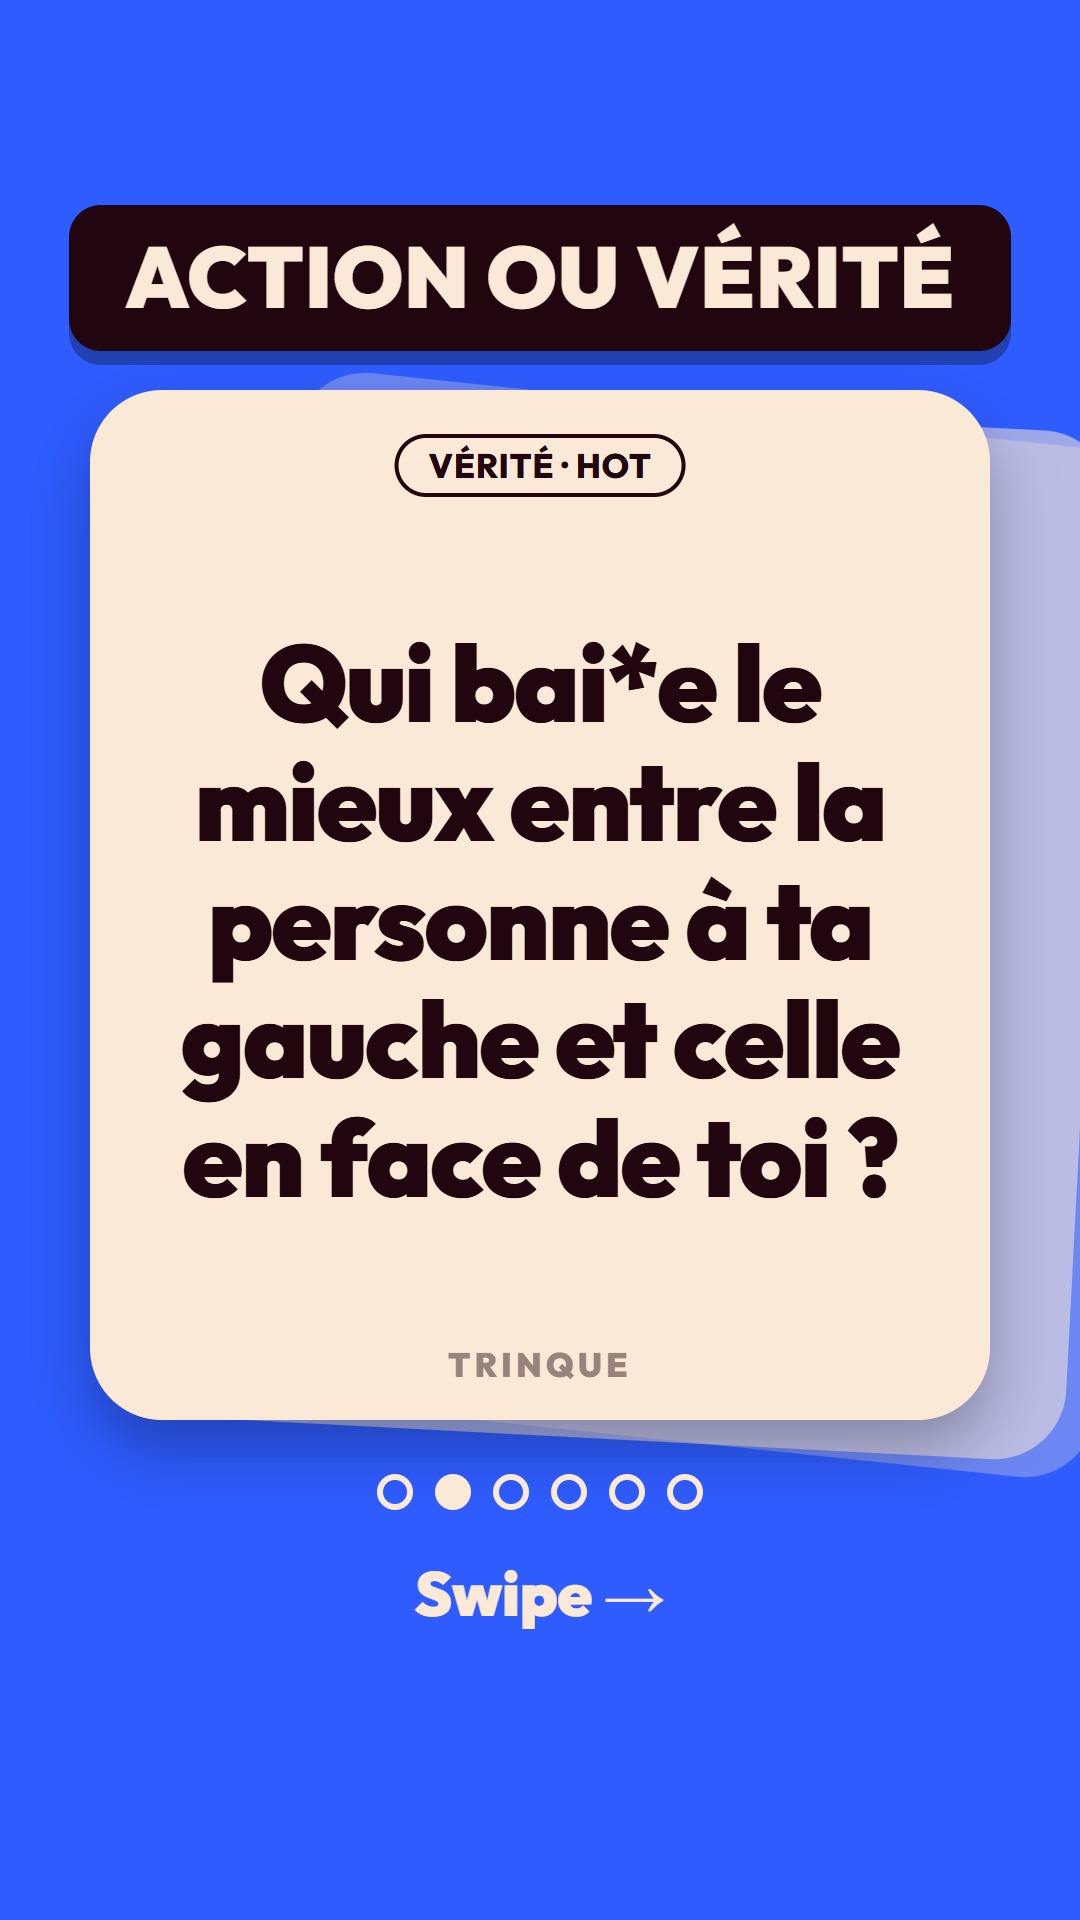 ACTION OU VÉRITÉ
VÉRITÉ · HOT
Qui bai*e le
mieux entre la
personne à ta
gauche et celle
en face de toi ?
TRINQUE
Swipe →